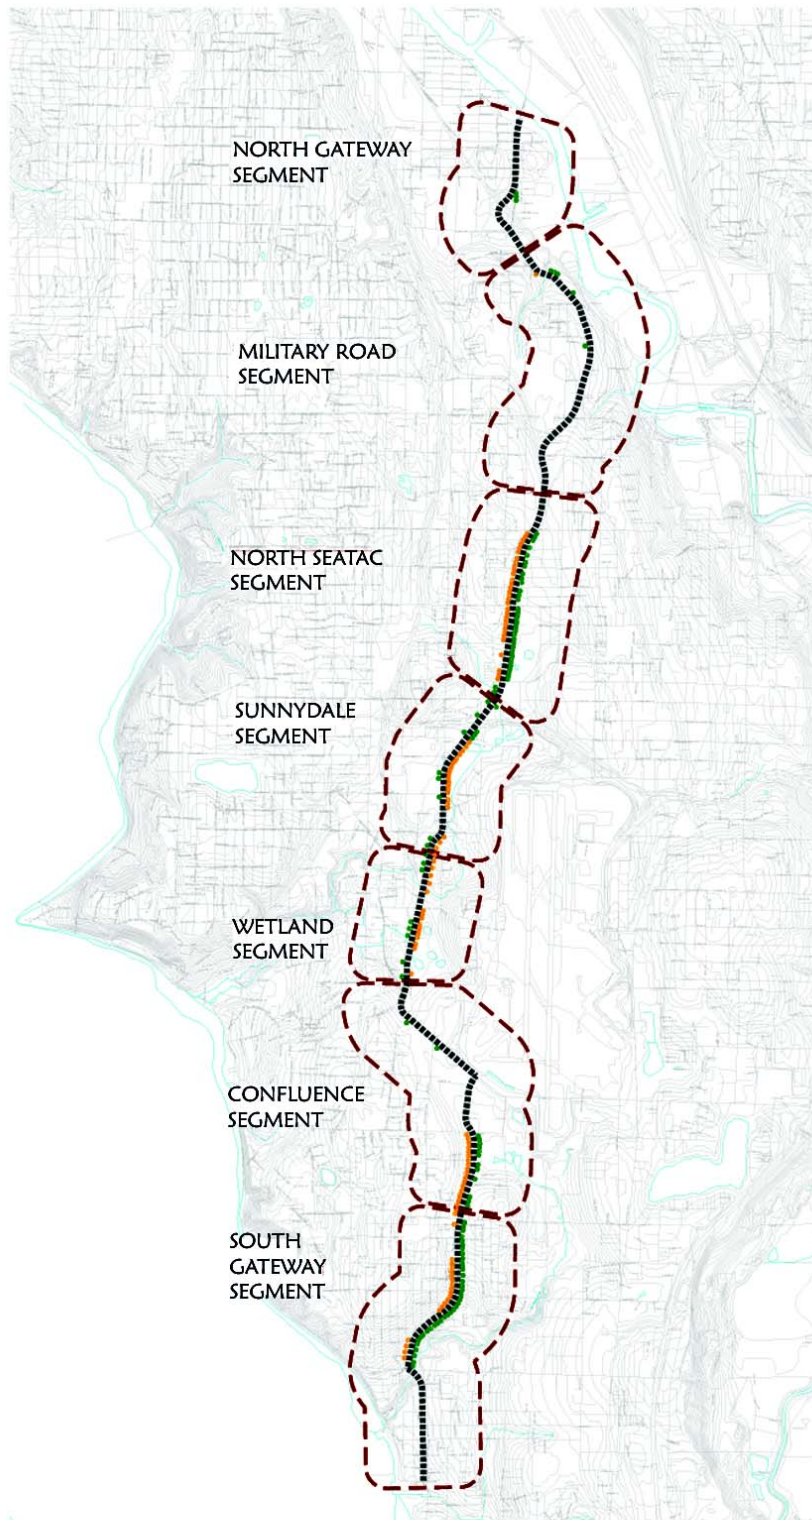 NORTH GATEWAY
SEGMENT
MILITARY ROAD
SEGMENT
NORTH SEATAC
SEGMENT
SUNNYDALE
SEGMENT
WETLAND
SEGMENT
CONFLUENCE
SEGMENT
SOUTH
GATEWAY
SEGMENT